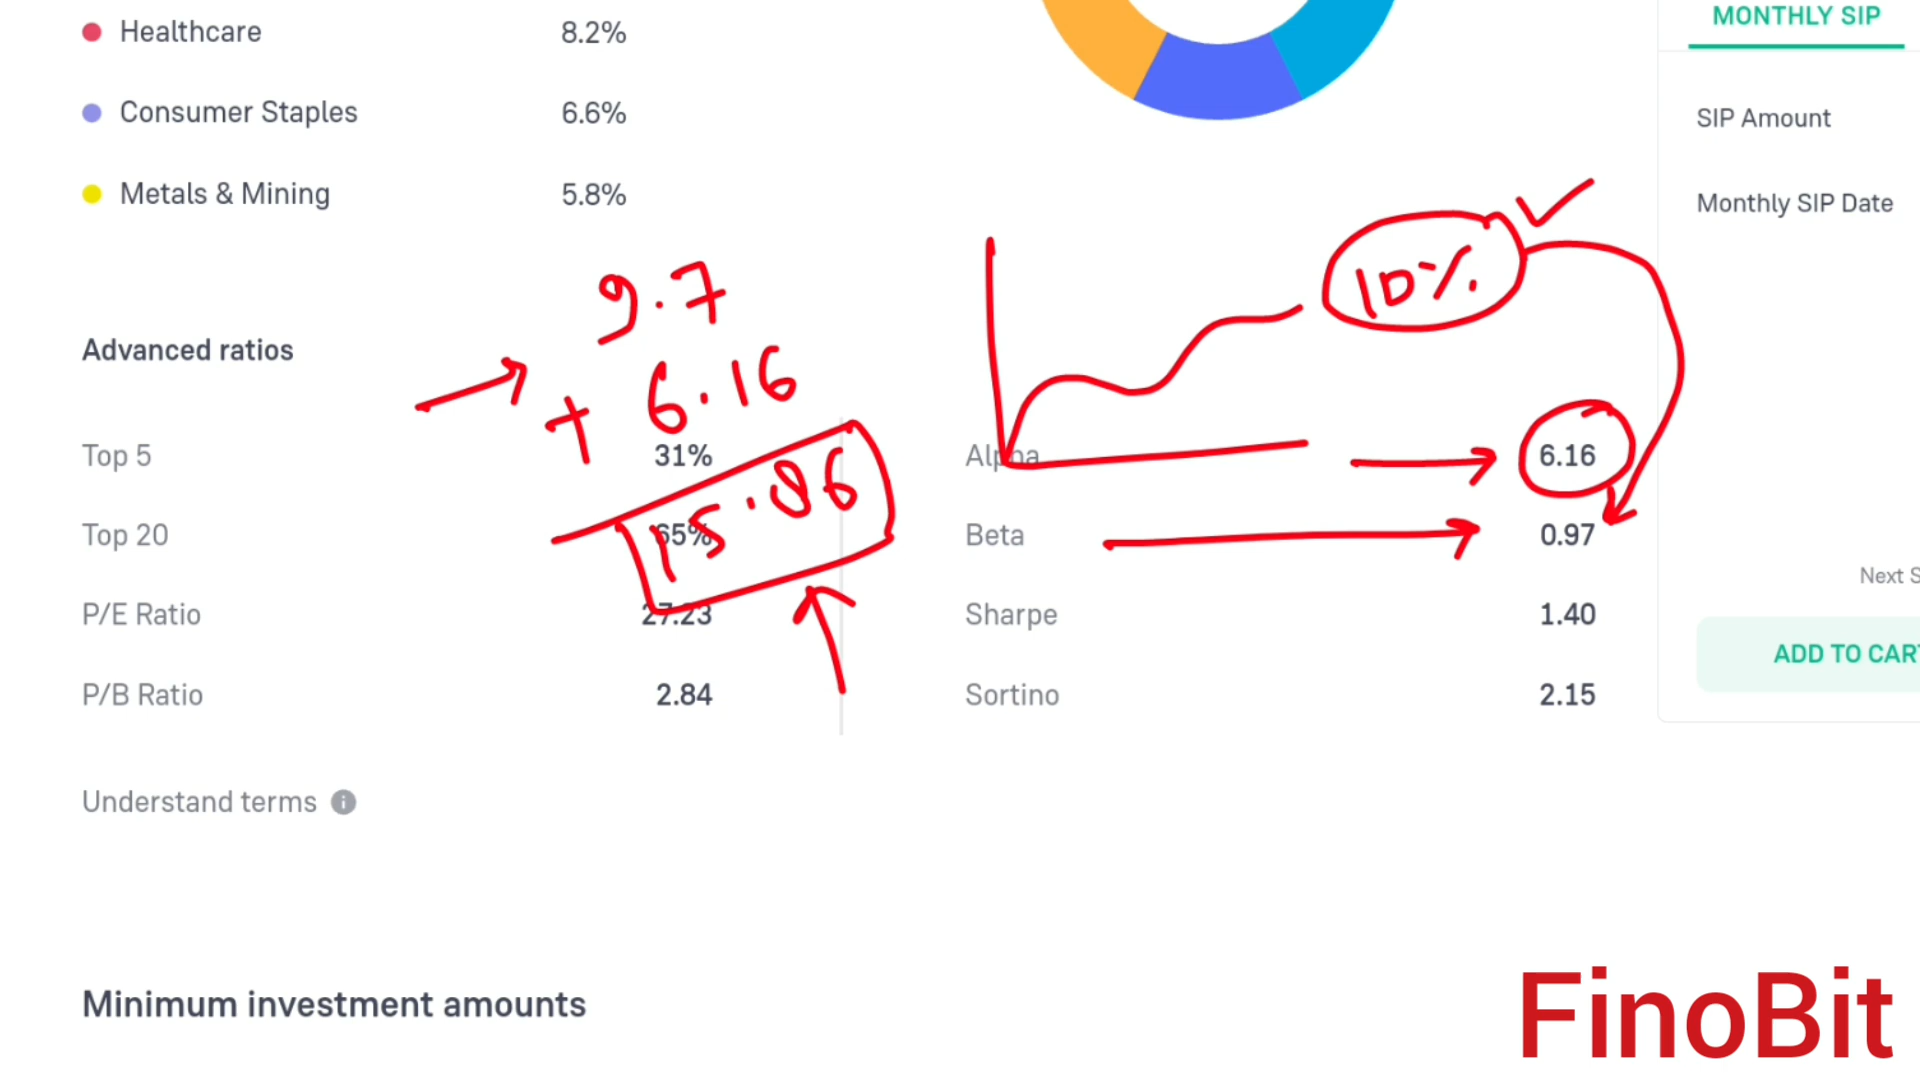 Healthcare 8.2%
Consumer Staples 6.6%
Metals & Mining 5.8%
MONTHLY SIP
SIP Amount
Monthly SIP Date
9.7
+ 6.16
15.86
10%
Advanced ratios
Top 5 31%
Top 20 65%
P/E Ratio 27.23
P/B Ratio 2.84
Alpha 6.16
Beta 0.97
Sharpe 1.40
Sortino 2.15
Next S
ADD TO CAR
Understand terms i
Minimum investment amounts
FinoBit